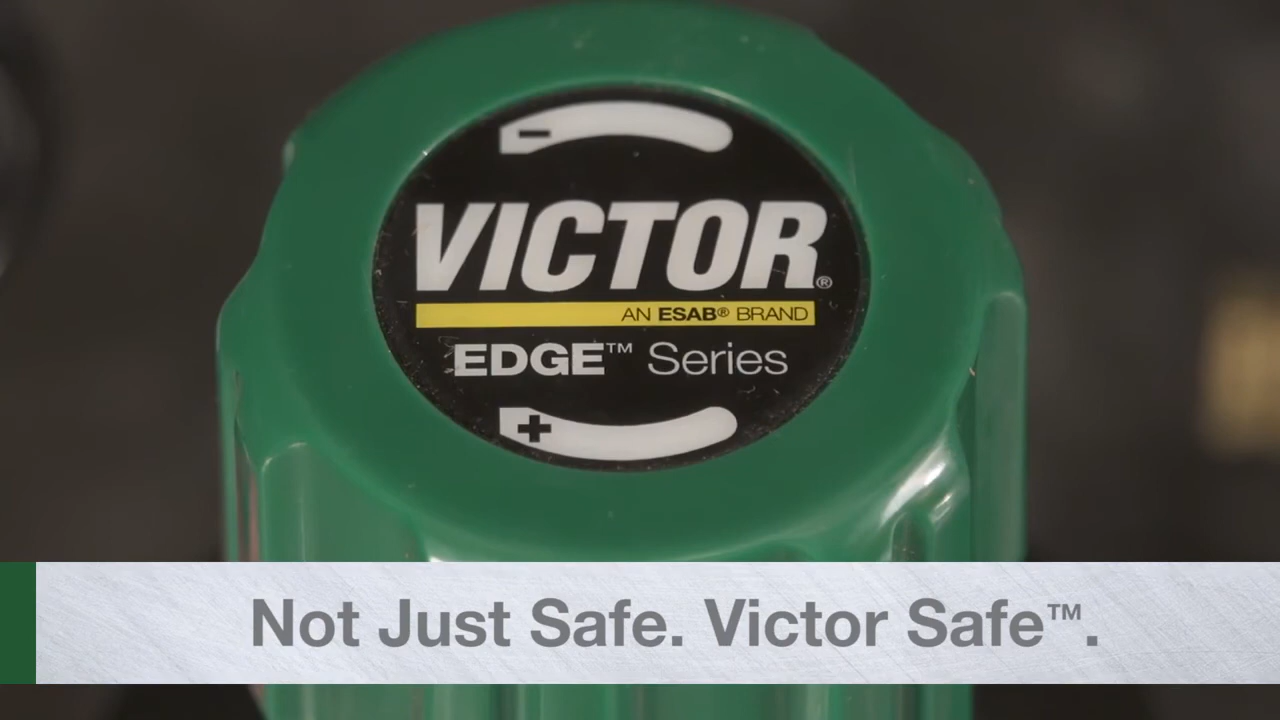 -
VICTOR®
AN ESAB® BRAND
EDGE™ Series
+
Not Just Safe. Victor Safe™.